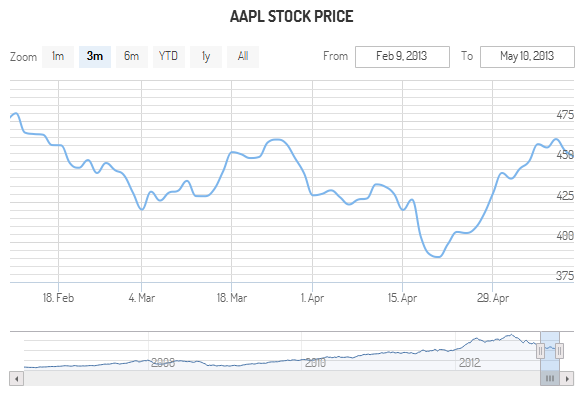 AAPL STOCK PRICE
Zoom 1m 3m 6m YTD 1y All From Feb 9, 2013 To May 10, 2013
475
450
425
400
375
18. Feb 4. Mar 18. Mar 1. Apr 15. Apr 29. Apr
2008 2010 2012